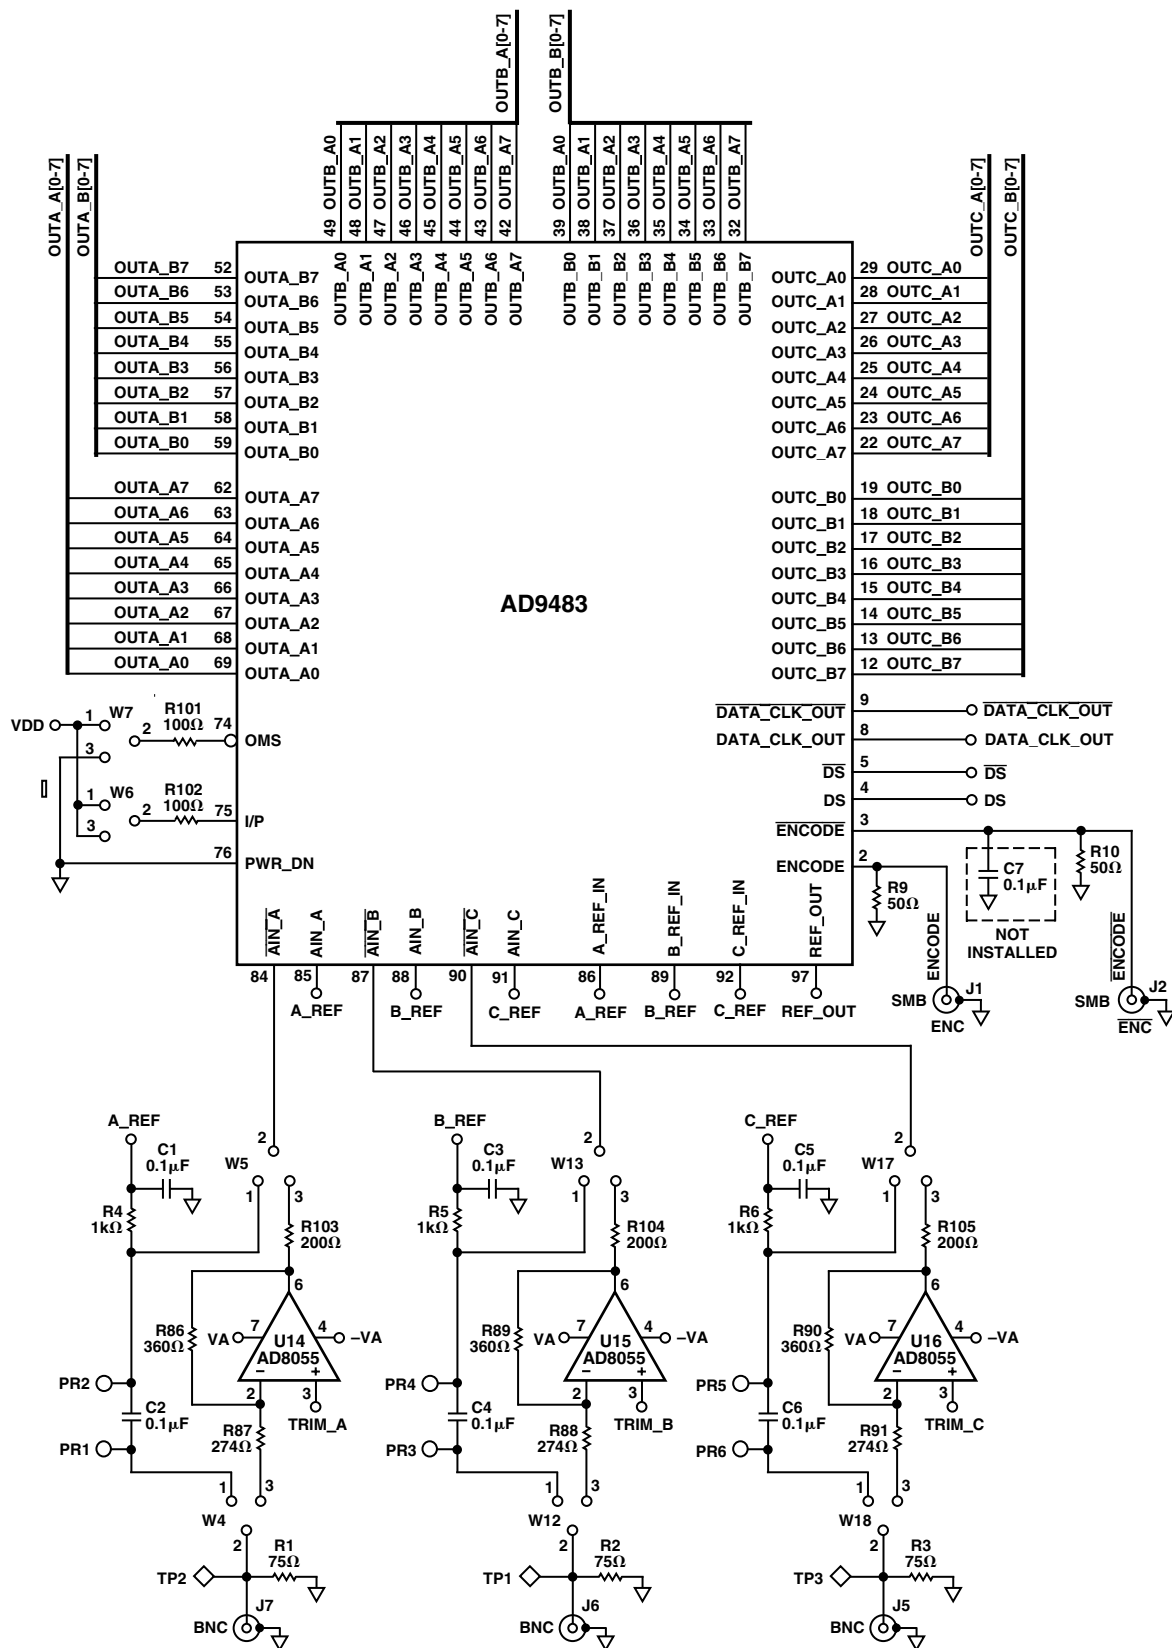 OUTB_A[0-7]
OUTB_B[0-7]
49 OUTB_A0
48 OUTB_A1
47 OUTB_A2
46 OUTB_A3
45 OUTB_A4
44 OUTB_A5
43 OUTB_A6
42 OUTB_A7
39 OUTB_A0
38 OUTB_A1
37 OUTB_A2
36 OUTB_A3
35 OUTB_A4
34 OUTB_A5
33 OUTB_A6
32 OUTB_A7
OUTA_A[0-7]
OUTA_B[0-7]
OUTC_A[0-7]
OUTC_B[0-7]
OUTB_A0
OUTB_A1
OUTB_A2
OUTB_A3
OUTB_A4
OUTB_A5
OUTB_A6
OUTB_A7
OUTB_B0
OUTB_B1
OUTB_B2
OUTB_B3
OUTB_B4
OUTB_B5
OUTB_B6
OUTB_B7
OUTA_B7 52 OUTA_B7
OUTA_B6 53 OUTA_B6
OUTA_B5 54 OUTA_B5
OUTA_B4 55 OUTA_B4
OUTA_B3 56 OUTA_B3
OUTA_B2 57 OUTA_B2
OUTA_B1 58 OUTA_B1
OUTA_B0 59 OUTA_B0
OUTA_A7 62 OUTA_A7
OUTA_A6 63 OUTA_A6
OUTA_A5 64 OUTA_A5
OUTA_A4 65 OUTA_A4
OUTA_A3 66 OUTA_A3
OUTA_A2 67 OUTA_A2
OUTA_A1 68 OUTA_A1
OUTA_A0 69 OUTA_A0
OUTC_A0 29 OUTC_A0
OUTC_A1 28 OUTC_A1
OUTC_A2 27 OUTC_A2
OUTC_A3 26 OUTC_A3
OUTC_A4 25 OUTC_A4
OUTC_A5 24 OUTC_A5
OUTC_A6 23 OUTC_A6
OUTC_A7 22 OUTC_A7
OUTC_B0 19 OUTC_B0
OUTC_B1 18 OUTC_B1
OUTC_B2 17 OUTC_B2
OUTC_B3 16 OUTC_B3
OUTC_B4 15 OUTC_B4
OUTC_B5 14 OUTC_B5
OUTC_B6 13 OUTC_B6
OUTC_B7 12 OUTC_B7
AD9483
VDD
1 W7
2
3
R101
100Ω
74
OMS
1 W6
2
3
R102
100Ω
75
I/P
76
PWR_DN
DATA_CLK_OUT 9 DATA_CLK_OUT
DATA_CLK_OUT 8 DATA_CLK_OUT
DS 5 DS
DS 4 DS
ENCODE 3
ENCODE 2
R9
50Ω
C7
0.1µF
NOT
INSTALLED
R10
50Ω
ENCODE
ENCODE
SMB
J1
ENC
SMB
J2
ENC
AIN_A
AIN_A
AIN_B
AIN_B
AIN_C
AIN_C
A_REF_IN
B_REF_IN
C_REF_IN
REF_OUT
84
85
87
88
90
91
86
89
92
97
A_REF
B_REF
C_REF
A_REF
B_REF
C_REF
REF_OUT
A_REF
C1
0.1µF
R4
1kΩ
W5
2
1
3
R103
200Ω
6
R86
360Ω
VA
7
U14
AD8055
4
–VA
–
+
2
3
TRIM_A
PR2
C2
0.1µF
PR1
R87
274Ω
1
3
W4
2
TP2
R1
75Ω
BNC
J7
B_REF
C3
0.1µF
R5
1kΩ
W13
2
1
3
R104
200Ω
6
R89
360Ω
VA
7
U15
AD8055
4
–VA
–
+
2
3
TRIM_B
PR4
C4
0.1µF
PR3
R88
274Ω
1
3
W12
2
TP1
R2
75Ω
BNC
J6
C_REF
C5
0.1µF
R6
1kΩ
W17
2
1
3
R105
200Ω
6
R90
360Ω
VA
7
U16
AD8055
4
–VA
–
+
2
3
TRIM_C
PR5
C6
0.1µF
PR6
R91
274Ω
1
3
W18
2
TP3
R3
75Ω
BNC
J5